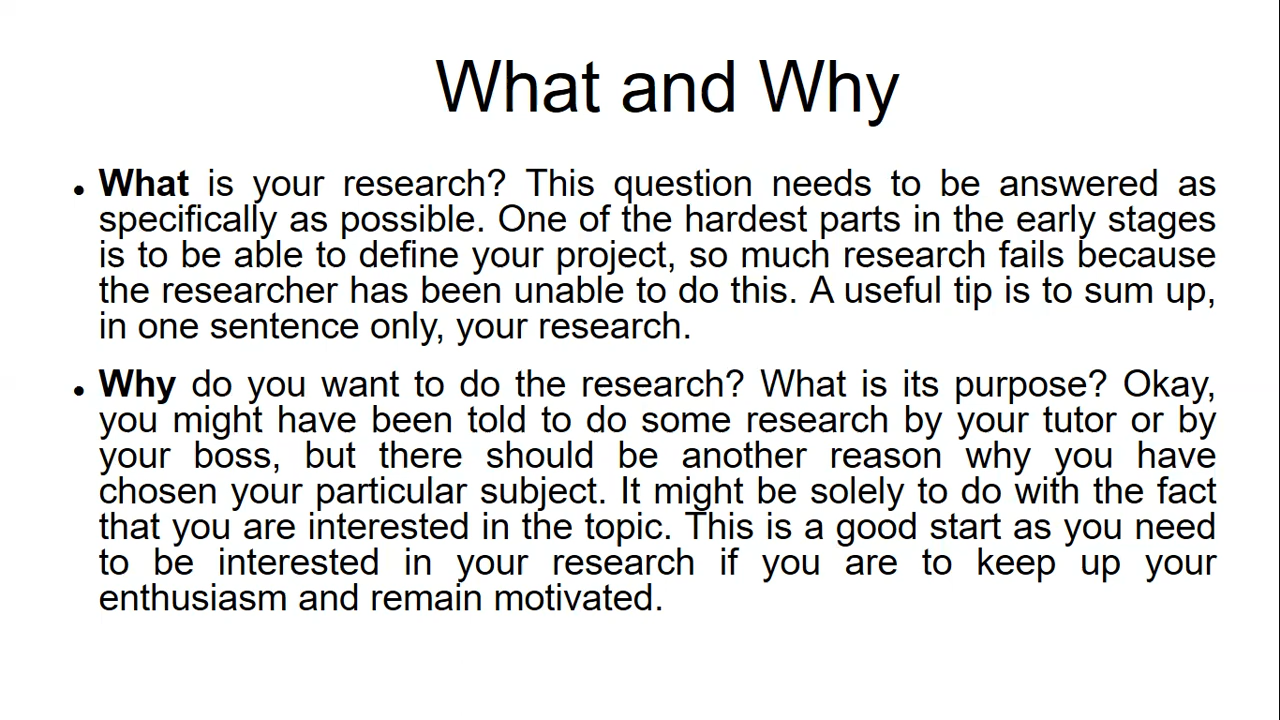 What and Why
• What is your research? This question needs to be answered as
specifically as possible. One of the hardest parts in the early stages
is to be able to define your project, so much research fails because
the researcher has been unable to do this. A useful tip is to sum up,
in one sentence only, your research.
• Why do you want to do the research? What is its purpose? Okay,
you might have been told to do some research by your tutor or by
your boss, but there should be another reason why you have
chosen your particular subject. It might be solely to do with the fact
that you are interested in the topic. This is a good start as you need
to be interested in your research if you are to keep up your
enthusiasm and remain motivated.